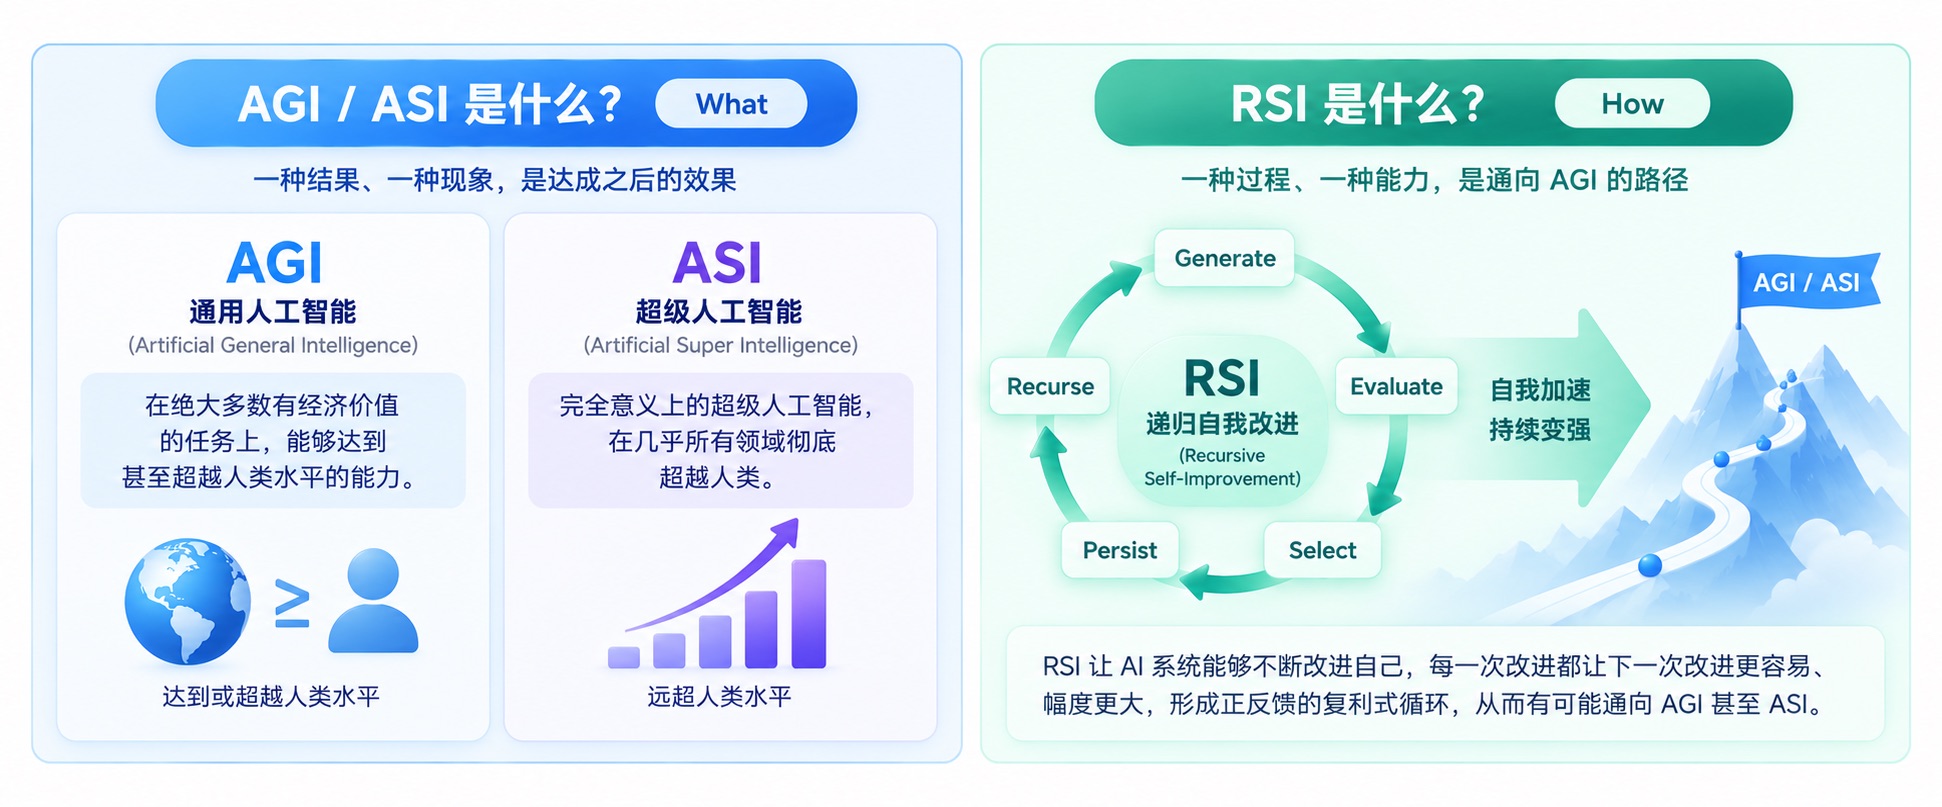 AGI / ASI 是什么？ What
一种结果、一种现象，是达成之后的效果
AGI
通用人工智能
(Artificial General Intelligence)
在绝大多数有经济价值
的任务上，能够达到
甚至超越人类水平的能力。
≥
达到或超越人类水平
ASI
超级人工智能
(Artificial Super Intelligence)
完全意义上的超级人工智能，
在几乎所有领域彻底
超越人类。
远超人类水平
RSI 是什么？ How
一种过程、一种能力，是通向 AGI 的路径
Generate
Evaluate
Select
Persist
Recurse
RSI
递归自我改进
(Recursive
Self-Improvement)
自我加速
持续变强
AGI / ASI
RSI 让 AI 系统能够不断改进自己，每一次改进都让下一次改进更容易、
幅度更大，形成正反馈的复利式循环，从而有可能通向 AGI 甚至 ASI。